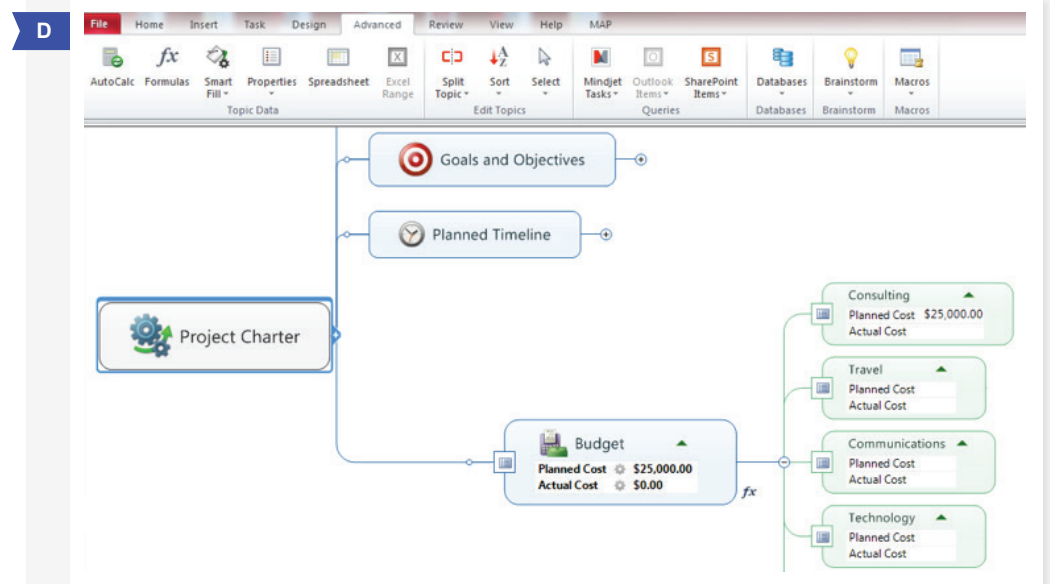 D
File Home Insert Task Design Advanced Review View Help MAP
AutoCalc Formulas Smart Fill Properties Spreadsheet Excel Range Split Topic Sort Select Mindjet Tasks Outlook Items SharePoint Items Databases Brainstorm Macros
Topic Data Edit Topics Queries Databases Brainstorm Macros
Goals and Objectives
Planned Timeline
Project Charter
Budget
Planned Cost $25,000.00
Actual Cost $0.00
fx
Consulting
Planned Cost $25,000.00
Actual Cost
Travel
Planned Cost
Actual Cost
Communications
Planned Cost
Actual Cost
Technology
Planned Cost
Actual Cost